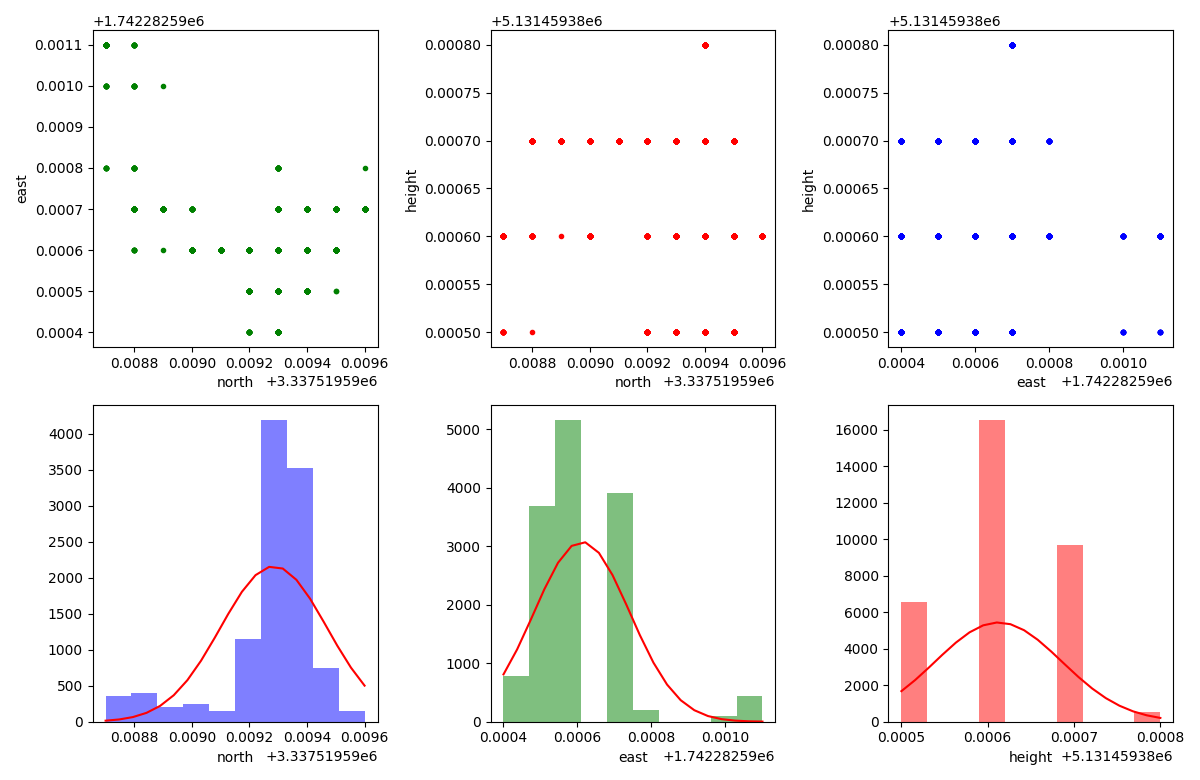 +1.74228259e6
0.0011
0.0010
0.0009
0.0008
0.0007
0.0006
0.0005
0.0004
east
0.0088 0.0090 0.0092 0.0094 0.0096
north +3.33751959e6
+5.13145938e6
0.00080
0.00075
0.00070
0.00065
0.00060
0.00055
0.00050
height
0.0088 0.0090 0.0092 0.0094 0.0096
north +3.33751959e6
+5.13145938e6
0.00080
0.00075
0.00070
0.00065
0.00060
0.00055
0.00050
height
0.0004 0.0006 0.0008 0.0010
east +1.74228259e6
4000
3500
3000
2500
2000
1500
1000
500
0
0.0088 0.0090 0.0092 0.0094 0.0096
north +3.33751959e6
5000
4000
3000
2000
1000
0
0.0004 0.0006 0.0008 0.0010
east +1.74228259e6
16000
14000
12000
10000
8000
6000
4000
2000
0
0.0005 0.0006 0.0007 0.0008
height +5.13145938e6